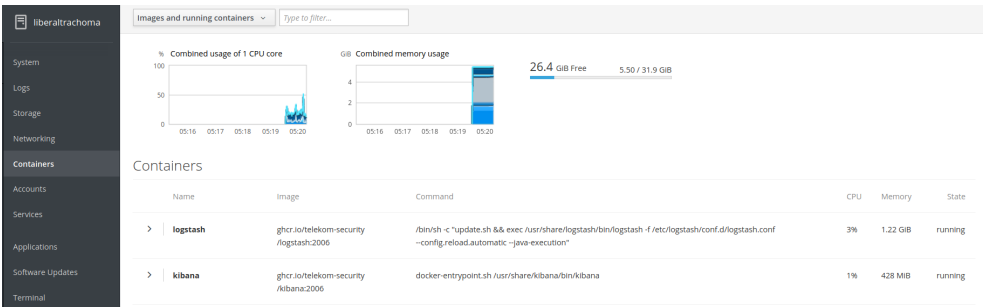 liberaltrachoma
Images and running containers
Type to filter...
System
Logs
Storage
Networking
Containers
Accounts
Services
Applications
Software Updates
Terminal
% Combined usage of 1 CPU core
100
50
0
05:16 05:17 05:18 05:19 05:20
GiB Combined memory usage
4
2
0
05:16 05:17 05:18 05:19 05:20
26.4 GiB Free 5.50 / 31.9 GiB
Containers
Name Image Command CPU Memory State
logstash ghcr.io/telekom-security /bin/sh -c "update.sh && exec /usr/share/logstash/bin/logstash -f /etc/logstash/conf.d/logstash.conf 3% 1.22 GiB running
/logstash:2006 --config.reload.automatic --java-execution"
kibana ghcr.io/telekom-security docker-entrypoint.sh /usr/share/kibana/bin/kibana 1% 428 MiB running
/kibana:2006